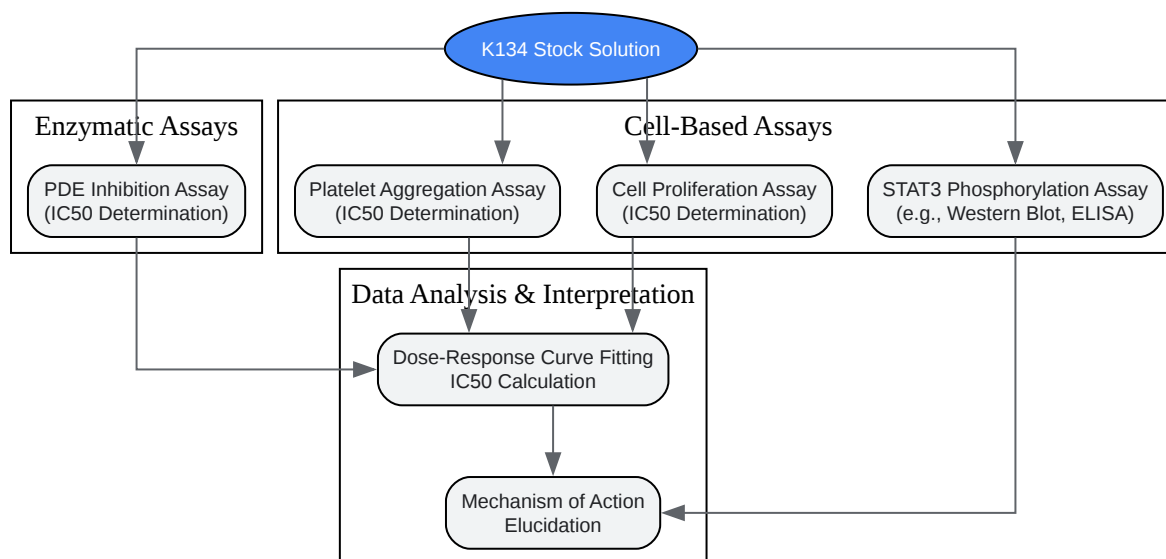 K134 Stock Solution
Enzymatic Assays
Cell-Based Assays
PDE Inhibition Assay
(IC50 Determination)
Platelet Aggregation Assay
(IC50 Determination)
Cell Proliferation Assay
(IC50 Determination)
STAT3 Phosphorylation Assay
(e.g., Western Blot, ELISA)
Data Analysis & Interpretation
Dose-Response Curve Fitting
IC50 Calculation
Mechanism of Action
Elucidation